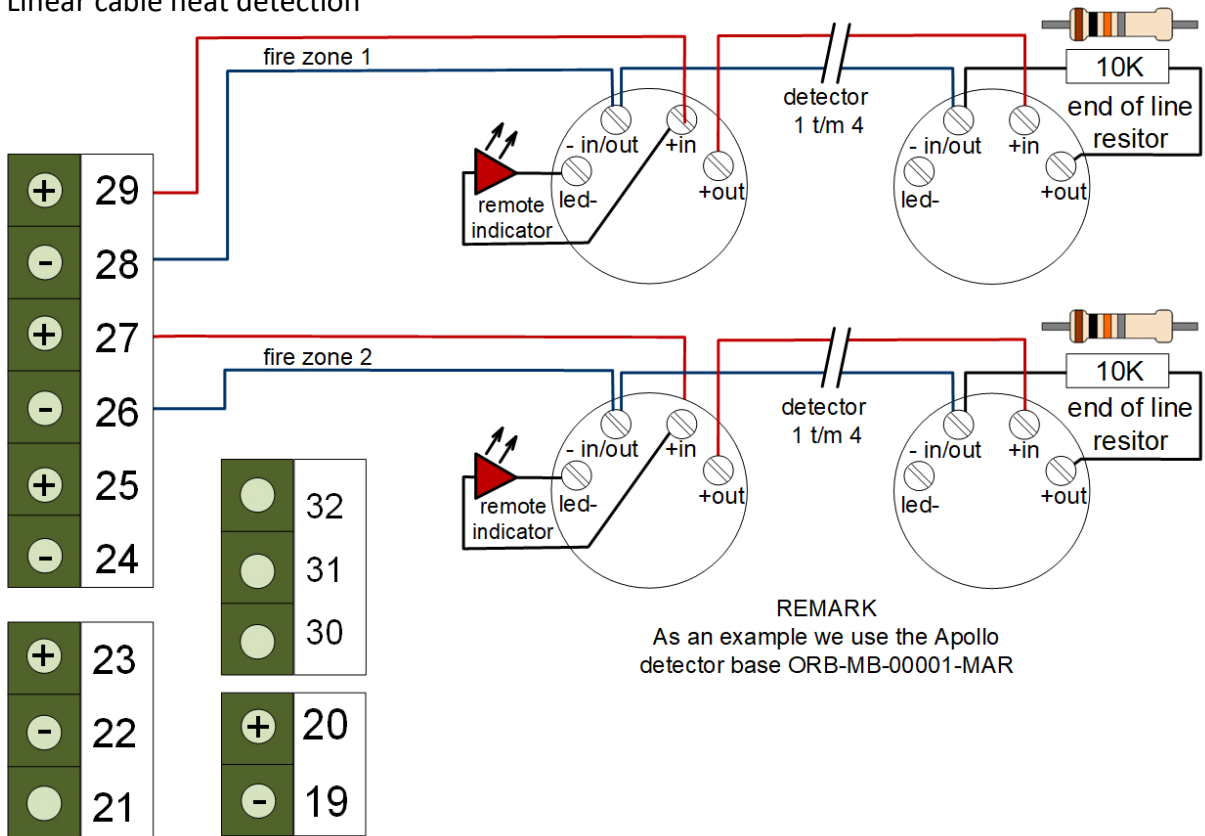 Linear cable heat detection
fire zone 1
10K
end of line
resitor
detector
1 t/m 4
- in/out
+in
+out
led-
remote
indicator
- in/out
+in
+out
led-
+ 29
- 28
+ 27
- 26
+ 25
- 24
fire zone 2
10K
end of line
resitor
detector
1 t/m 4
- in/out
+in
+out
led-
remote
indicator
- in/out
+in
+out
led-
32
31
30
REMARK
As an example we use the Apollo
detector base ORB-MB-00001-MAR
+ 23
- 22
21
+ 20
- 19